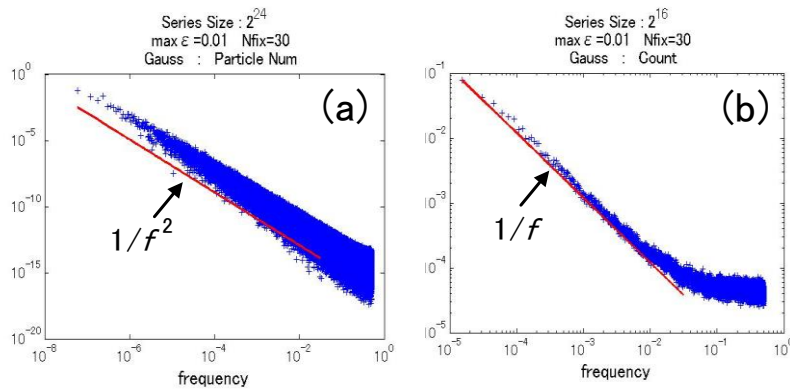 Series Size : 2^24
max ε =0.01 Nfix=30
Gauss : Particle Num
(a)
10^0
10^-5
10^-10
10^-15
10^-20
1/f^2
10^-8 10^-6 10^-4 10^-2 10^0
frequency
Series Size : 2^16
max ε =0.01 Nfix=30
Gauss : Count
(b)
10^-1
10^-2
10^-3
10^-4
10^-5
1/f
10^-5 10^-4 10^-3 10^-2 10^-1 10^0
frequency